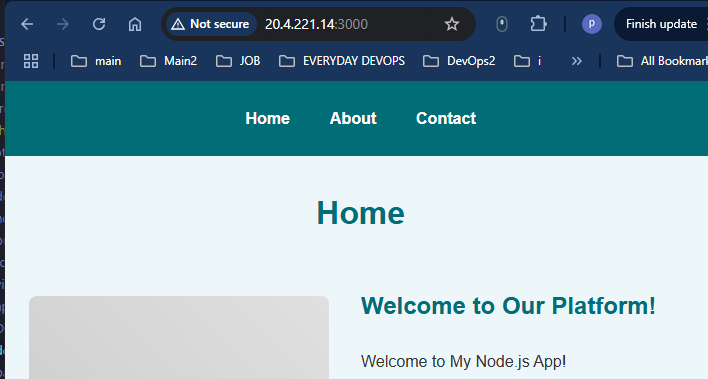 Not secure 20.4.221.14:3000 p Finish update
main Main2 JOB EVERYDAY DEVOPS DevOps2 i » All Bookmar
Home About Contact
Home
Welcome to Our Platform!
Welcome to My Node.js App!